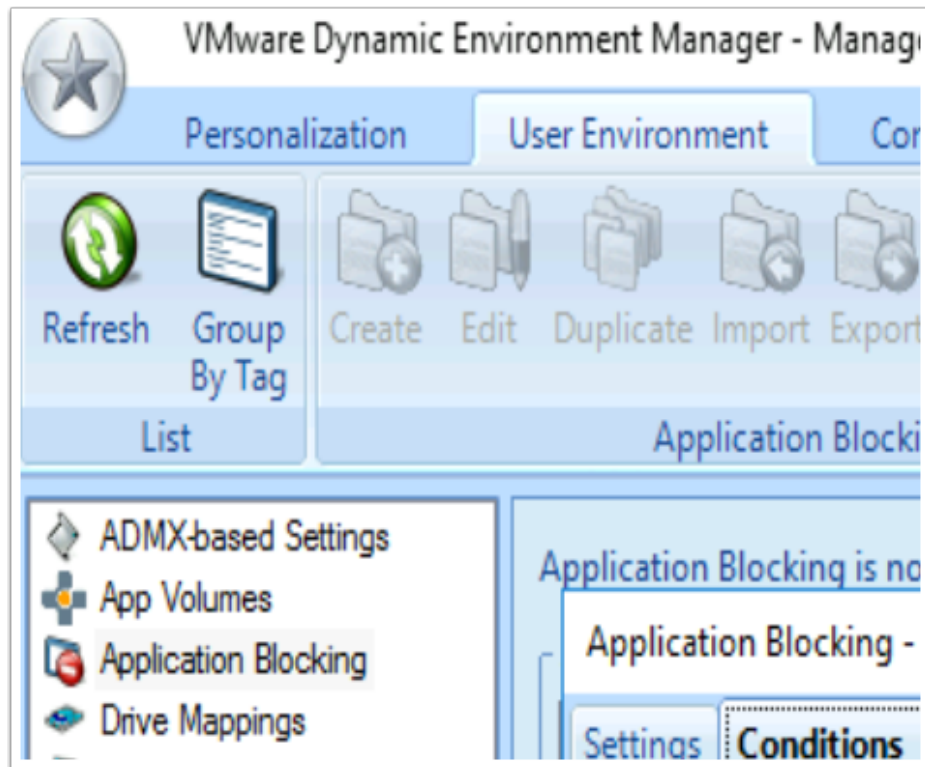 VMware Dynamic Environment Manager - Manag
Personalization User Environment Cor
Refresh Group By Tag Create Edit Duplicate Import Export
List Application Blocki
ADMX-based Settings
App Volumes
Application Blocking
Drive Mappings
Application Blocking is no
Application Blocking -
Settings Conditions